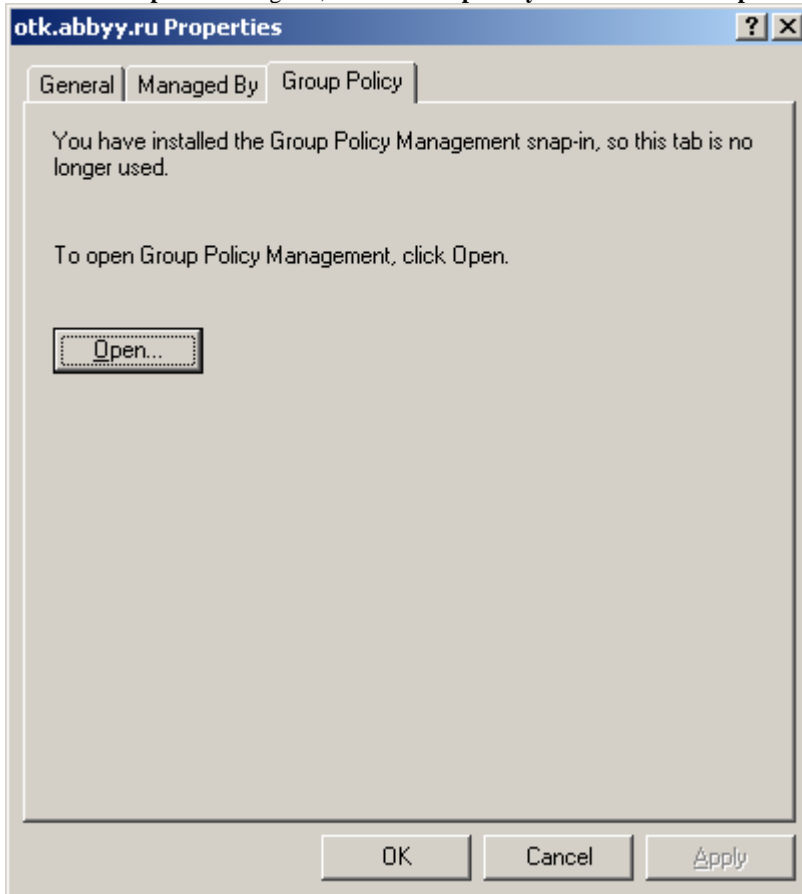 otk.abbyy.ru Properties
General Managed By Group Policy
You have installed the Group Policy Management snap-in, so this tab is no
longer used.
To open Group Policy Management, click Open.
Open...
OK Cancel Apply